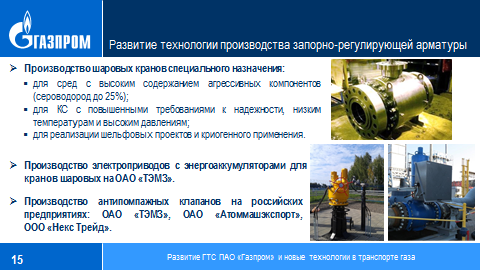 ГАЗПРОМ
Развитие технологии производства запорно-регулирующей арматуры
Производство шаровых кранов специального назначения:
для сред с высоким содержанием агрессивных компонентов
(сероводород до 25%);
для КС с повышенными требованиями к надежности, низким
температурам и высоким давлениям;
для реализации шельфовых проектов и криогенного применения.
Производство электроприводов с энергоаккумуляторами для
кранов шаровых на ОАО «ТЭМЗ».
Производство антипомпажных клапанов на российских
предприятиях: ОАО «ТЭМЗ», ОАО «Атоммашэкспорт»,
ООО «Некс Трейд».
15
Развитие ГТС ПАО «Газпром» и новые технологии в транспорте газа